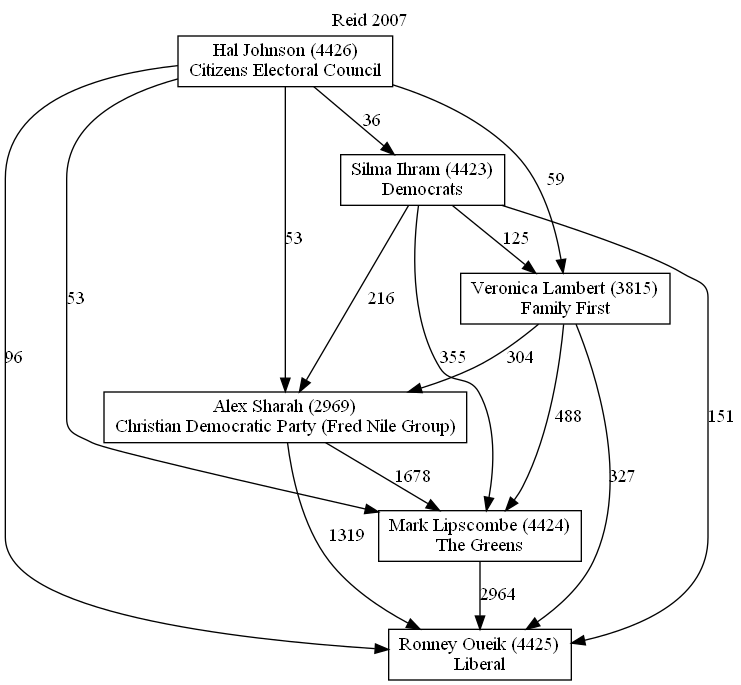 Reid 2007
Hal Johnson (4426)
Citizens Electoral Council
36
Silma Ihram (4423)
Democrats
59
53
125
Veronica Lambert (3815)
Family First
53
216
96
355
304
151
Alex Sharah (2969)
Christian Democratic Party (Fred Nile Group)
488
1678
327
Mark Lipscombe (4424)
The Greens
1319
2964
Ronney Oueik (4425)
Liberal